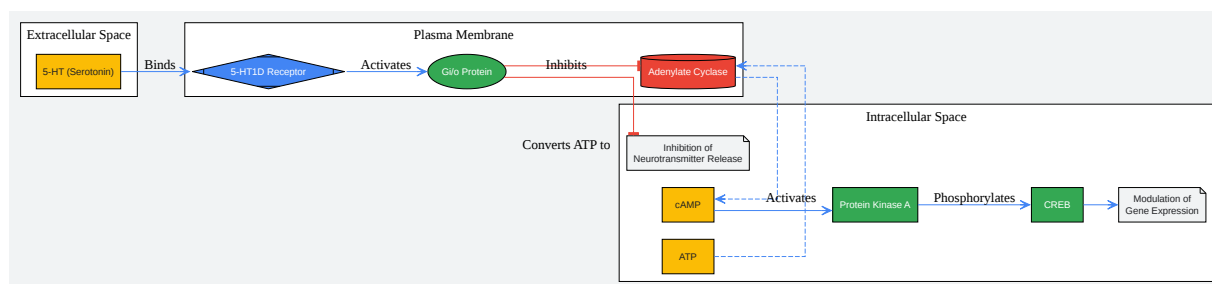 Extracellular Space
5-HT (Serotonin)
Binds
Plasma Membrane
5-HT1D Receptor
Activates
Gi/o Protein
Inhibits
Adenylate Cyclase
Intracellular Space
Converts ATP to
Inhibition of
Neurotransmitter Release
cAMP
Activates
Protein Kinase A
Phosphorylates
CREB
Modulation of
Gene Expression
ATP